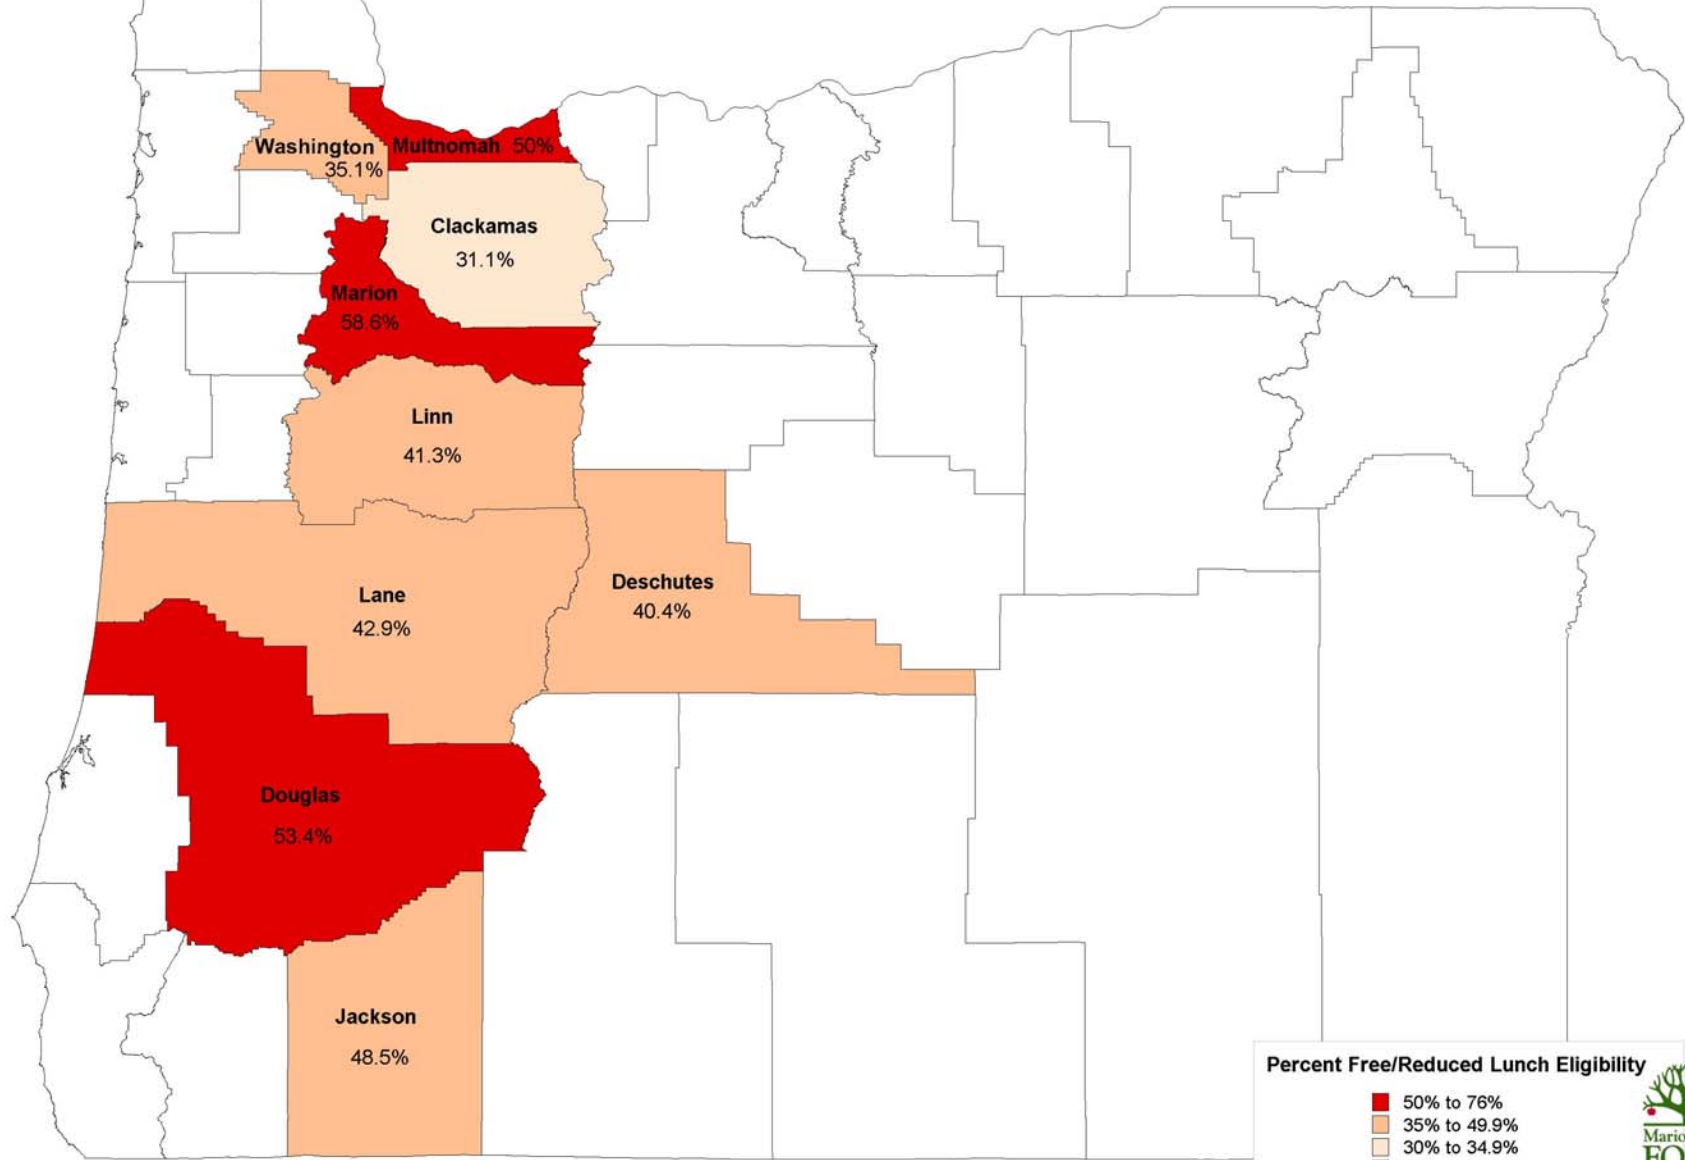 Washington
35.1%
Multnomah 50%
Clackamas
31.1%
Marion
58.6%
Linn
41.3%
Lane
42.9%
Deschutes
40.4%
Douglas
53.4%
Jackson
48.5%
Percent Free/Reduced Lunch Eligibility
50% to 76%
35% to 49.9%
30% to 34.9%